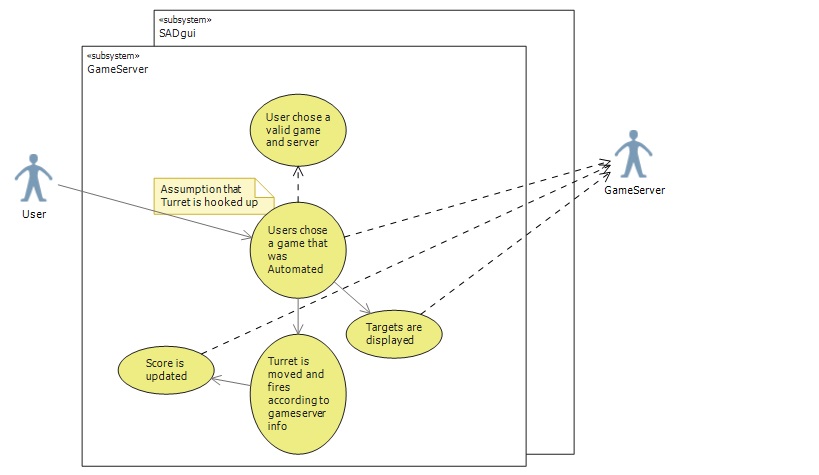 «subsystem»
SADgui
«subsystem»
GameServer
User chose a
valid game
and server
Assumption that
Turret is hooked up
User
GameServer
Users chose
a game that
was
Automated
Targets are
displayed
Score is
updated
Turret is
moved and
fires
according to
gameserver
info